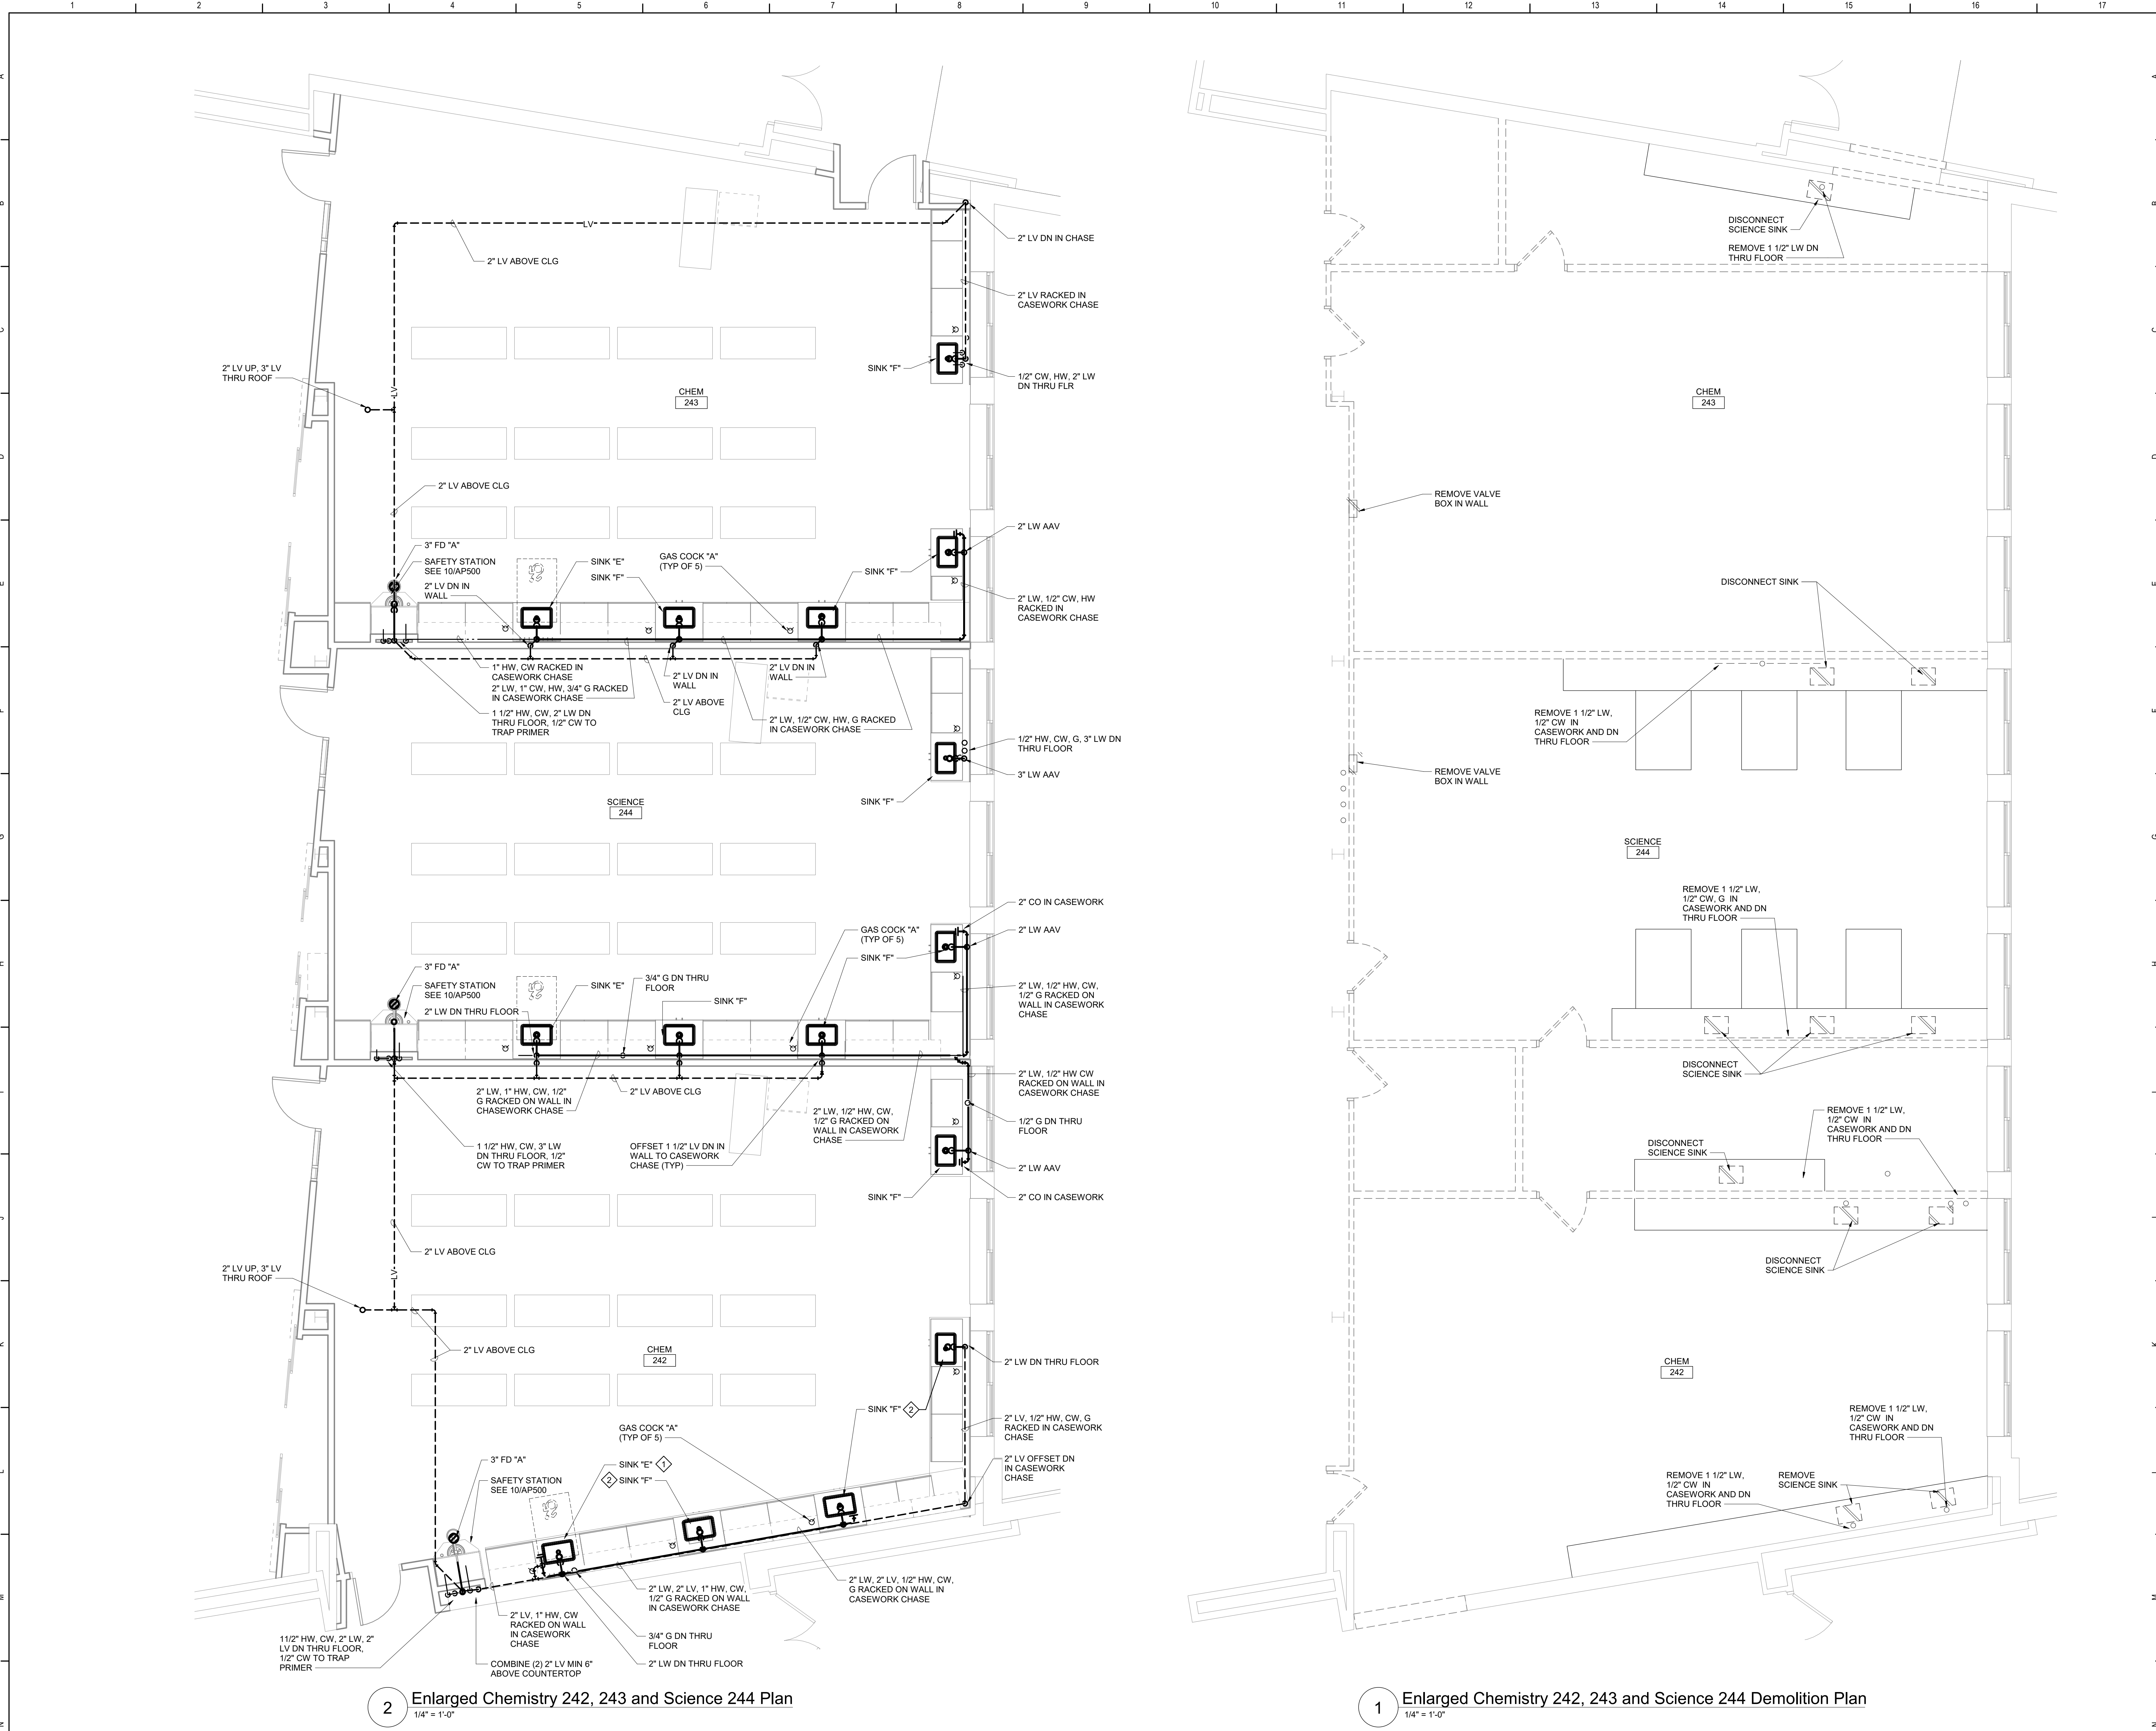 1 2 3 4 5 6 7 8 9 10 11 12 13 14 15 16 17
A
B
C
D
E
F
G
H
J
K
L
M
N
LV
2" LV ABOVE CLG
2" LV DN IN CHASE
2" LV RACKED IN
CASEWORK CHASE
SINK "F"
1/2" CW, HW, 2" LW
DN THRU FLR
2" LV UP, 3" LV
THRU ROOF
LV
CHEM
243
2" LV ABOVE CLG
2" LW AAV
3" FD "A"
SAFETY STATION
SEE 10/AP500
2" LV DN IN
WALL
SINK "E"
SINK "F"
GAS COCK "A"
(TYP OF 5)
SINK "F"
2" LW, 1/2" CW, HW
RACKED IN
CASEWORK CHASE
1" HW, CW RACKED IN
CASEWORK CHASE
2" LW, 1" CW, HW, 3/4" G RACKED
IN CASEWORK CHASE
1 1/2" HW, CW, 2" LW DN
THRU FLOOR, 1/2" CW TO
TRAP PRIMER
2" LV DN IN
WALL
2" LV ABOVE
CLG
2" LV DN IN
WALL
2" LW, 1/2" CW, HW, G RACKED
IN CASEWORK CHASE
1/2" HW, CW, G, 3" LW DN
THRU FLOOR
3" LW AAV
SINK "F"
SCIENCE
244
2" CO IN CASEWORK
2" LW AAV
GAS COCK "A"
(TYP OF 5)
SINK "F"
3" FD "A"
SAFETY STATION
SEE 10/AP500
2" LW DN THRU FLOOR
SINK "E"
3/4" G DN THRU
FLOOR
SINK "F"
2" LW, 1/2" HW, CW,
1/2" G RACKED ON
WALL IN CASEWORK
CHASE
2" LW, 1" HW, CW, 1/2"
G RACKED ON WALL IN
CHASEWORK CHASE
2" LV ABOVE CLG
2" LW, 1/2" HW, CW,
1/2" G RACKED ON
WALL IN CASEWORK
CHASE
2" LW, 1/2" HW CW
RACKED ON WALL IN
CASEWORK CHASE
1/2" G DN THRU
FLOOR
1 1/2" HW, CW, 3" LW
DN THRU FLOOR, 1/2"
CW TO TRAP PRIMER
OFFSET 1 1/2" LV DN IN
WALL TO CASEWORK
CHASE (TYP)
2" LW AAV
SINK "F"
2" CO IN CASEWORK
2" LV ABOVE CLG
2" LV UP, 3" LV
THRU ROOF
LV
2" LV ABOVE CLG
CHEM
242
2" LW DN THRU FLOOR
SINK "F" 2
GAS COCK "A"
(TYP OF 5)
2" LV, 1/2" HW, CW, G
RACKED IN CASEWORK
CHASE
3" FD "A"
SINK "E" 1
2 SINK "F"
SAFETY STATION
SEE 10/AP500
2" LV OFFSET DN
IN CASEWORK
CHASE
2" LW, 2" LV, 1/2" HW, CW,
G RACKED ON WALL IN
CASEWORK CHASE
2" LW, 2" LV, 1" HW, CW,
1/2" G RACKED ON WALL
IN CASEWORK CHASE
2" LV, 1" HW, CW
RACKED ON WALL
IN CASEWORK
CHASE
3/4" G DN THRU
FLOOR
11/2" HW, CW, 2" LW, 2"
LV DN THRU FLOOR,
1/2" CW TO TRAP
PRIMER
COMBINE (2) 2" LV MIN 6"
ABOVE COUNTERTOP
2" LW DN THRU FLOOR
2
Enlarged Chemistry 242, 243 and Science 244 Plan
1/4" = 1'-0"
DISCONNECT
SCIENCE SINK
REMOVE 1 1/2" LW DN
THRU FLOOR
CHEM
243
REMOVE VALVE
BOX IN WALL
DISCONNECT SINK
REMOVE 1 1/2" LW,
1/2" CW IN
CASEWORK AND DN
THRU FLOOR
REMOVE VALVE
BOX IN WALL
SCIENCE
244
REMOVE 1 1/2" LW,
1/2" CW, G IN
CASEWORK AND DN
THRU FLOOR
DISCONNECT
SCIENCE SINK
REMOVE 1 1/2" LW,
1/2" CW IN
CASEWORK AND DN
THRU FLOOR
DISCONNECT
SCIENCE SINK
DISCONNECT
SCIENCE SINK
CHEM
242
REMOVE 1 1/2" LW,
1/2" CW IN
CASEWORK AND DN
THRU FLOOR
REMOVE 1 1/2" LW,
1/2" CW IN
CASEWORK AND DN
THRU FLOOR
REMOVE
SCIENCE SINK
1
Enlarged Chemistry 242, 243 and Science 244 Demolition Plan
1/4" = 1'-0"
A
B
C
D
E
F
G
H
J
K
L
M
N